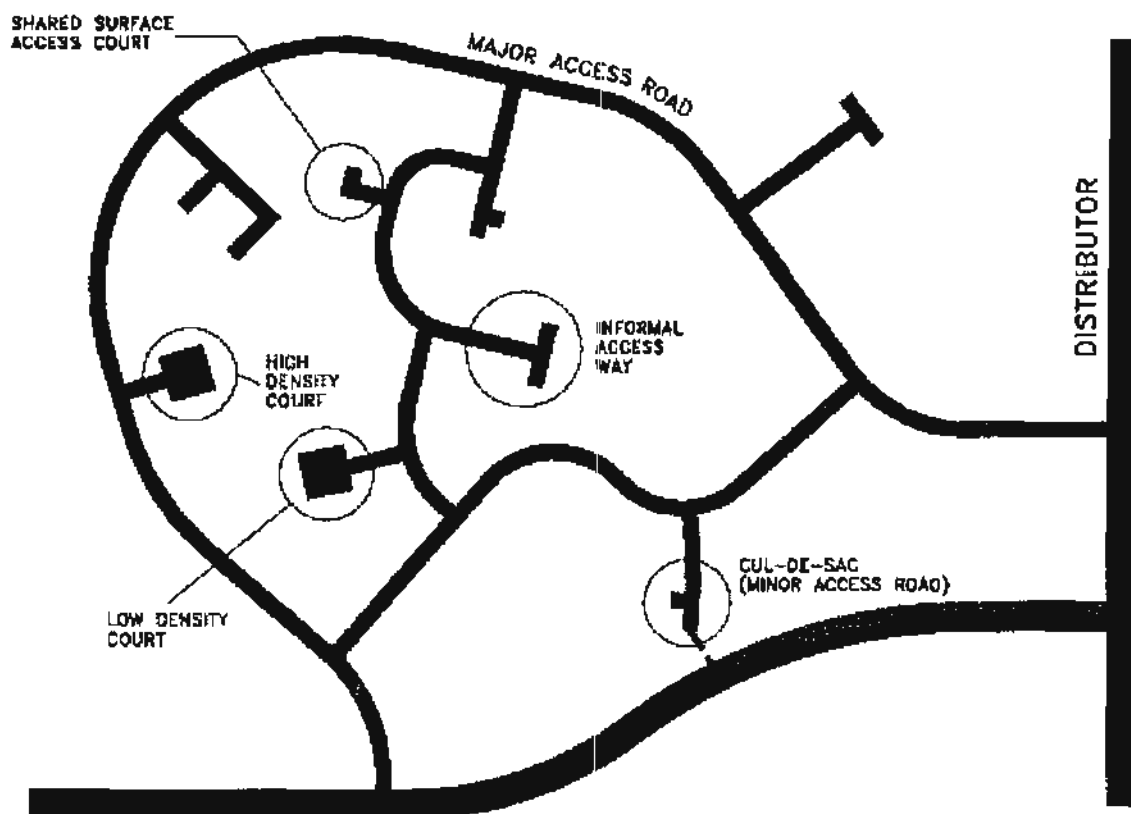 SHARED SURFACE
ACCESS COURT
MAJOR ACCESS ROAD
DISTRIBUTOR
INFORMAL
ACCESS
WAY
HIGH
DENSITY
COURT
CUL-DE-SAC
(MINOR ACCESS ROAD)
LOW DENSITY
COURT